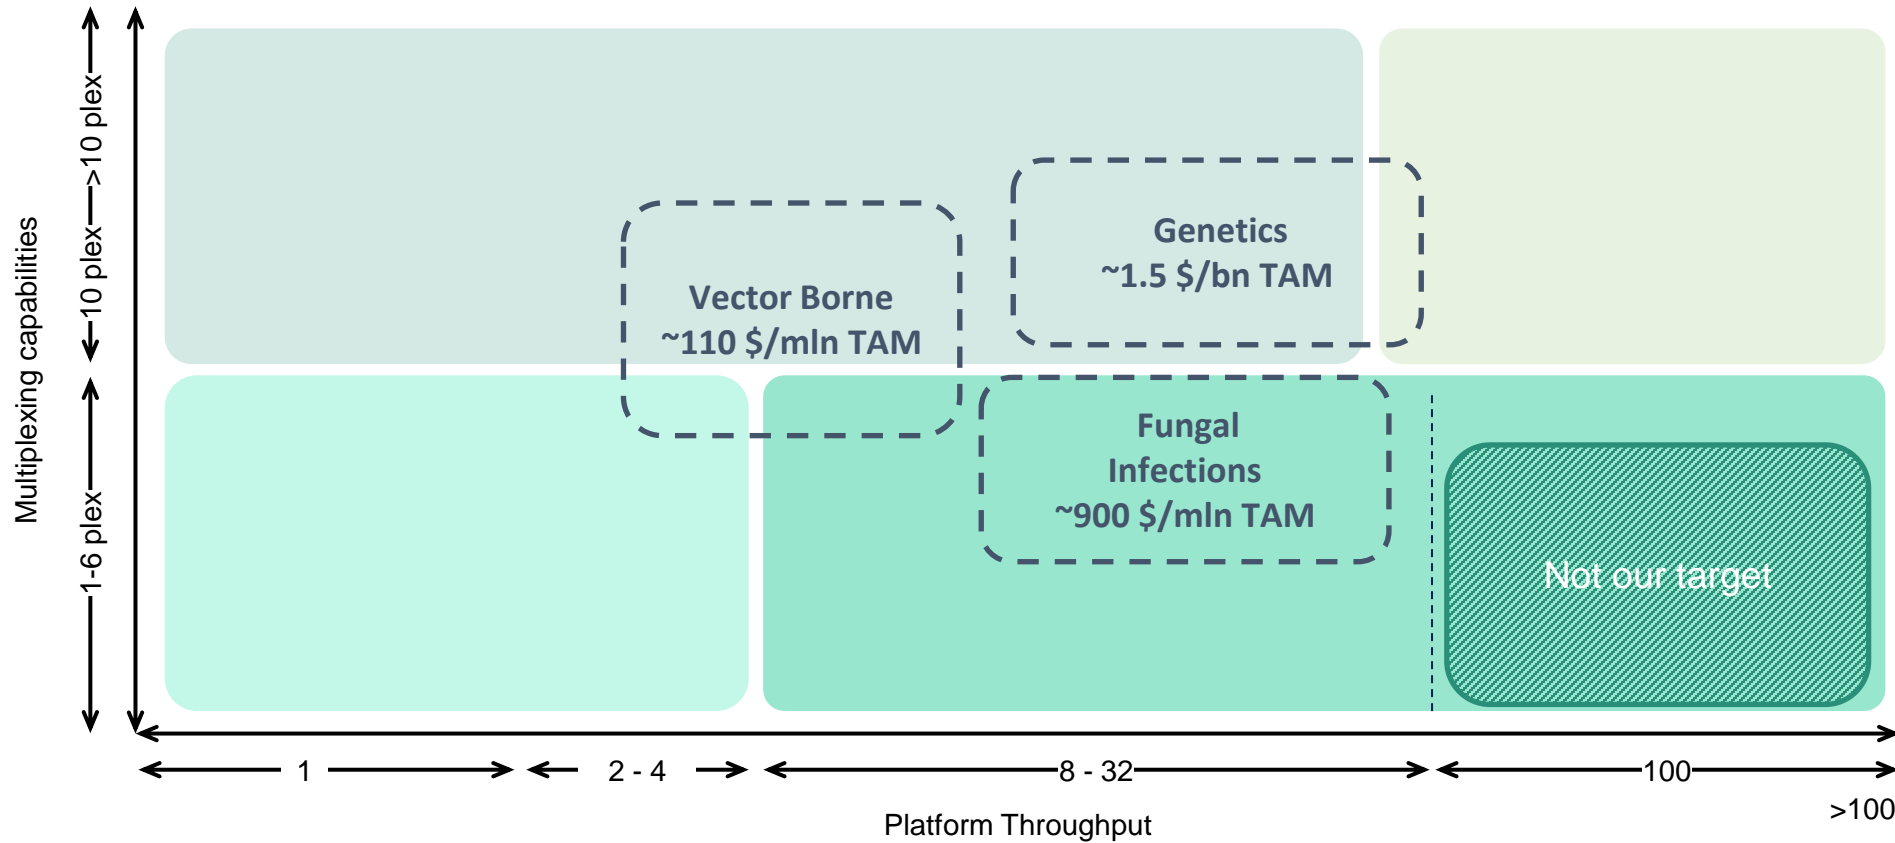 Multiplexing capabilities
>10 plex
10 plex
1-6 plex
Genetics
~1.5 $/bn TAM
Vector Borne
~110 $/mln TAM
Fungal
Infections
~900 $/mln TAM
Not our target
1
2 - 4
8 - 32
100
>100
Platform Throughput